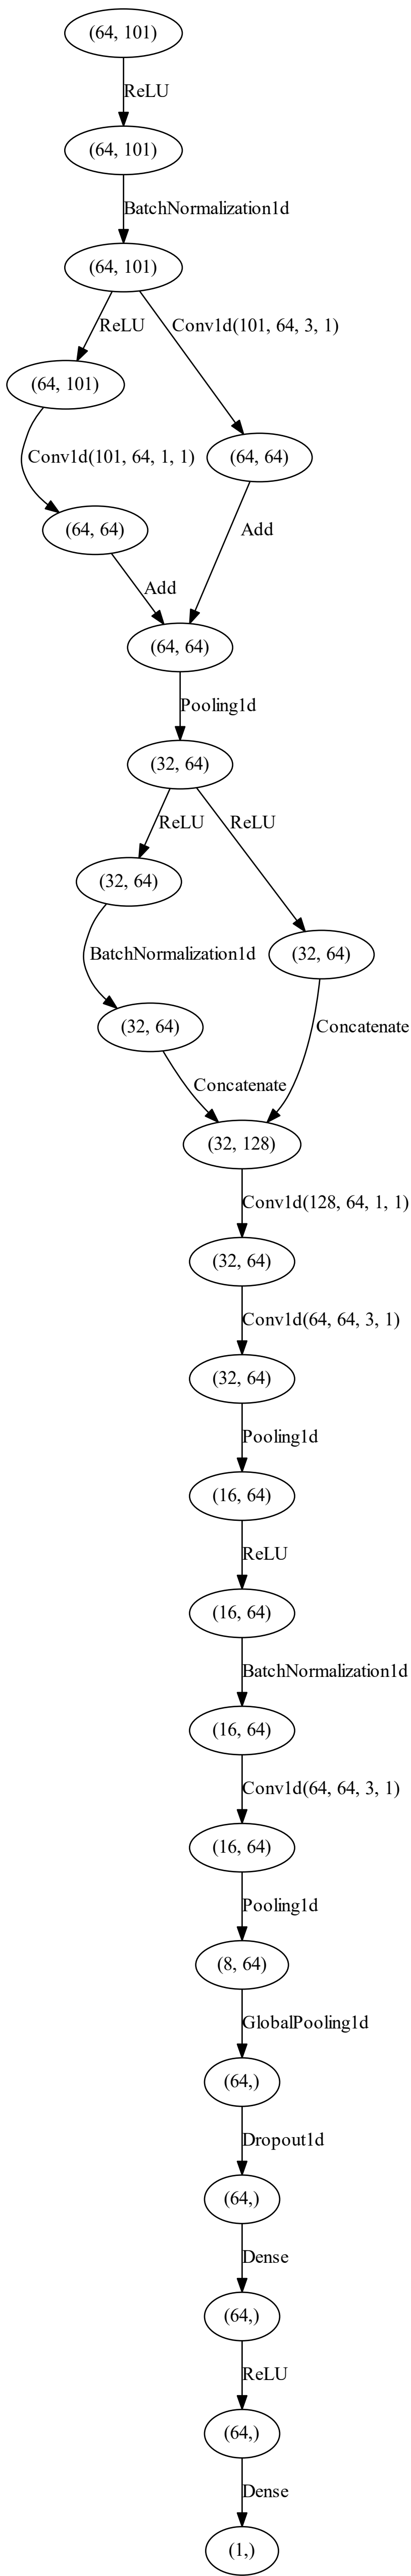 (64, 101)
ReLU
(64, 101)
BatchNormalization1d
(64, 101)
ReLU
Conv1d(101, 64, 3, 1)
(64, 101)
Conv1d(101, 64, 1, 1)
(64, 64)
(64, 64)
Add
Add
(64, 64)
Pooling1d
(32, 64)
ReLU
ReLU
(32, 64)
BatchNormalization1d
(32, 64)
(32, 64)
Concatenate
Concatenate
(32, 128)
Conv1d(128, 64, 1, 1)
(32, 64)
Conv1d(64, 64, 3, 1)
(32, 64)
Pooling1d
(16, 64)
ReLU
(16, 64)
BatchNormalization1d
(16, 64)
Conv1d(64, 64, 3, 1)
(16, 64)
Pooling1d
(8, 64)
GlobalPooling1d
(64,)
Dropout1d
(64,)
Dense
(64,)
ReLU
(64,)
Dense
(1,)